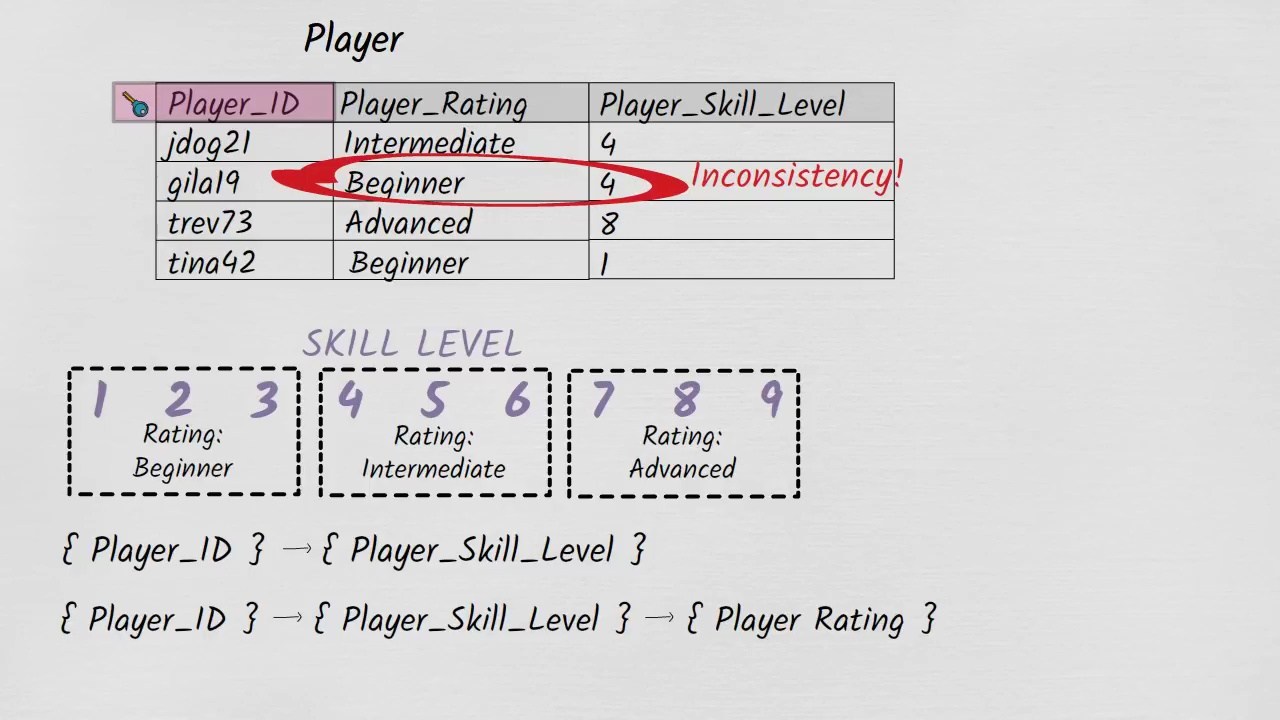 Player
Player_ID Player_Rating Player_Skill_Level
jdog21 Intermediate 4
gila19 Beginner 4 Inconsistency!
trev73 Advanced 8
tina42 Beginner 1
SKILL LEVEL
1 2 3 4 5 6 7 8 9
Rating: Rating: Rating:
Beginner Intermediate Advanced
{ Player_ID } → { Player_Skill_Level }
{ Player_ID } → { Player_Skill_Level } → { Player Rating }